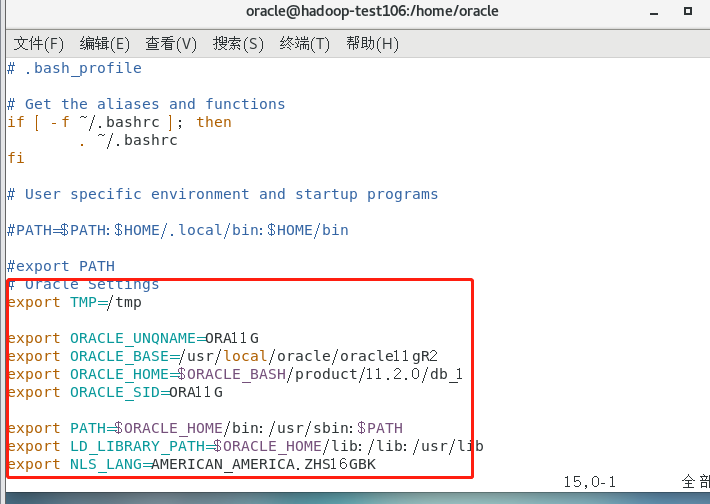 oracle@hadoop-test106:/home/oracle
文件(F) 编辑(E) 查看(V) 搜索(S) 终端(T) 帮助(H)
# .bash_profile
# Get the aliases and functions
if [ -f ~/.bashrc ]; then
        . ~/.bashrc
fi
# User specific environment and startup programs
#PATH=$PATH:$HOME/.local/bin:$HOME/bin
#export PATH
# Oracle Settings
export TMP=/tmp
export ORACLE_UNQNAME=ORA11G
export ORACLE_BASE=/usr/local/oracle/oracle11gR2
export ORACLE_HOME=$ORACLE_BASH/product/11.2.0/db_1
export ORACLE_SID=ORA11G
export PATH=$ORACLE_HOME/bin:/usr/sbin:$PATH
export LD_LIBRARY_PATH=$ORACLE_HOME/lib:/lib:/usr/lib
export NLS_LANG=AMERICAN_AMERICA.ZHS16GBK
15,0-1 全部